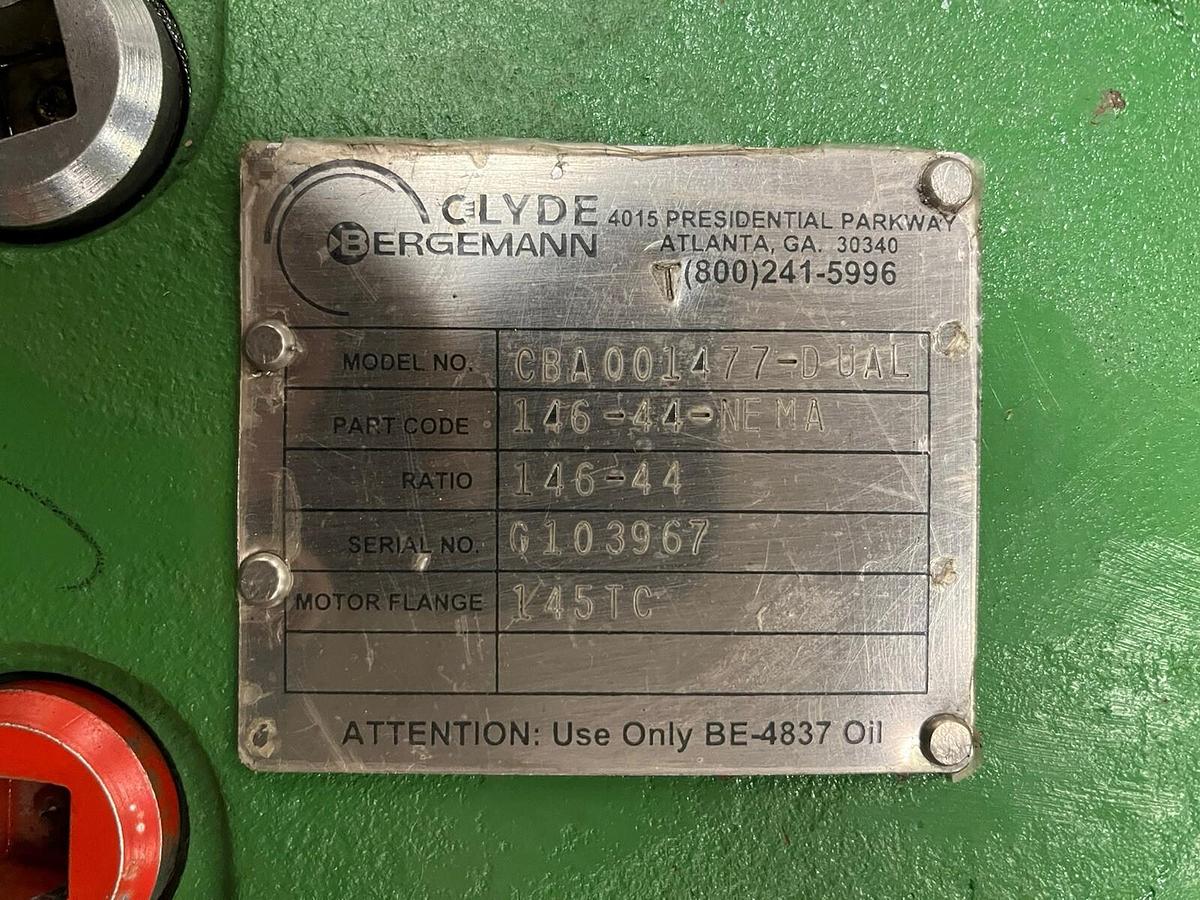 CLYDE
BERGEMANN
4015 PRESIDENTIAL PARKWAY
ATLANTA, GA. 30340
T(800)241-5996
MODEL NO. CBA001477-DUAL
PART CODE 146-44-NEMA
RATIO 146-44
SERIAL NO. G103967
MOTOR FLANGE 145TC
ATTENTION: Use Only BE-4837 Oil